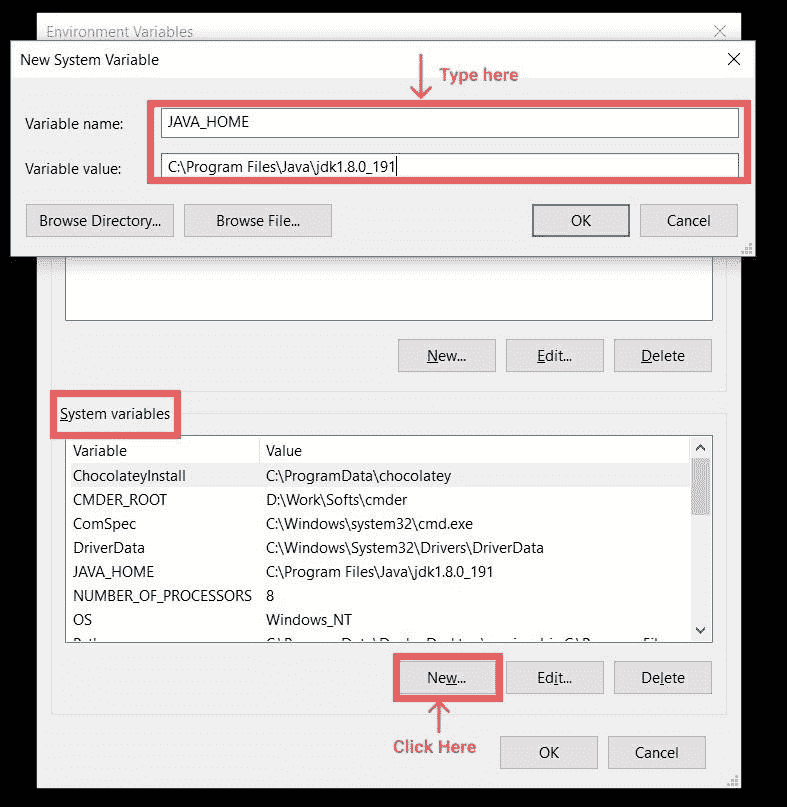 Environment Variables
New System Variable
Type here
Variable name: JAVA_HOME
Variable value: C:\Program Files\Java\jdk1.8.0_191
Browse Directory... Browse File... OK Cancel
New... Edit... Delete
System variables
Variable Value
ChocolateyInstall C:\ProgramData\chocolatey
CMDER_ROOT D:\Work\Softs\cmder
ComSpec C:\Windows\system32\cmd.exe
DriverData C:\Windows\System32\Drivers\DriverData
JAVA_HOME C:\Program Files\Java\jdk1.8.0_191
NUMBER_OF_PROCESSORS 8
OS Windows_NT
New... Edit... Delete
Click Here
OK Cancel